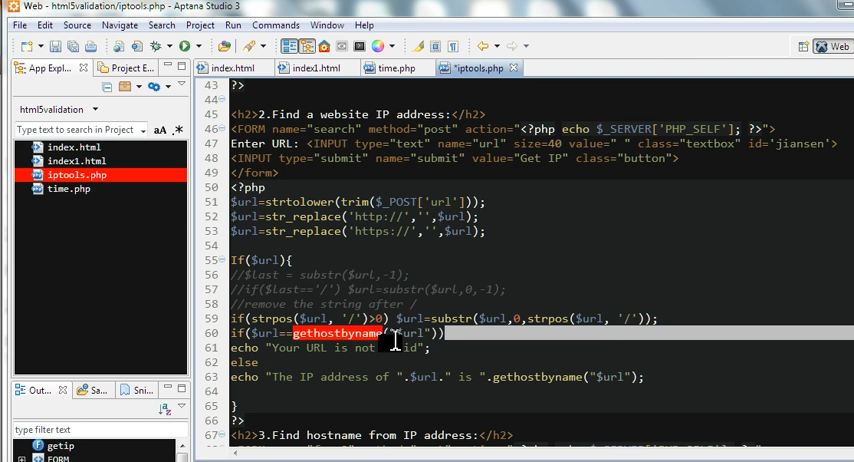 Web - html5validation/iptools.php - Aptana Studio 3
File Edit Source Navigate Search Project Run Commands Window Help
Web
App Expl... Project E...
index.html index1.html time.php *iptools.php
html5validation
Type text to search in Project aA .*
index.html
index1.html
iptools.php
time.php
Out... Sa... Sni...
type filter text
getip
FORM
43 ?>
44
45 <h2>2.Find a website IP address:</h2>
46 <FORM name="search" method="post" action="<?php echo $_SERVER['PHP_SELF']; ?>">
47 Enter URL: <INPUT type="text" name="url" size=40 value=" " class="textbox" id='jiansen'>
48 <INPUT type="submit" name="submit" value="Get IP" class="button">
49 </form>
50 <?php
51 $url=strtolower(trim($_POST['url']));
52 $url=str_replace('http://','',$url);
53 $url=str_replace('https://','',$url);
54
55 If($url){
56 //$last = substr($url,-1);
57 //if($last=='/') $url=substr($url,0,-1);
58 //remove the string after /
59 if(strpos($url, '/')>0) $url=substr($url,0,strpos($url, '/'));
60 if($url==gethostbyname("$url"))
61 echo "Your URL is not id";
62 else
63 echo "The IP address of ".$url." is ".gethostbyname("$url");
64
65 }
66 ?>
67 <h2>3.Find hostname from IP address:</h2>